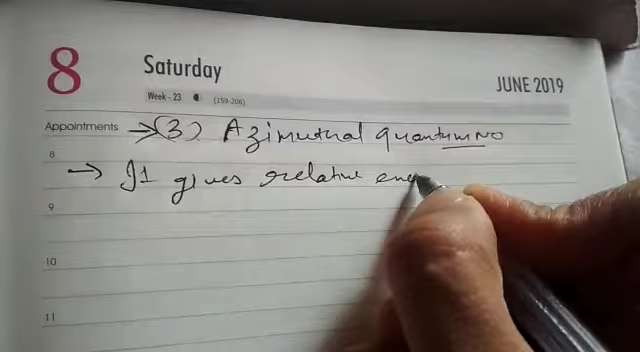 8
Saturday
JUNE 2019
Week - 23 (159-206)
Appointments → (3) Azimuthal quantum No
8
→ It gives relative ene
9
10
11